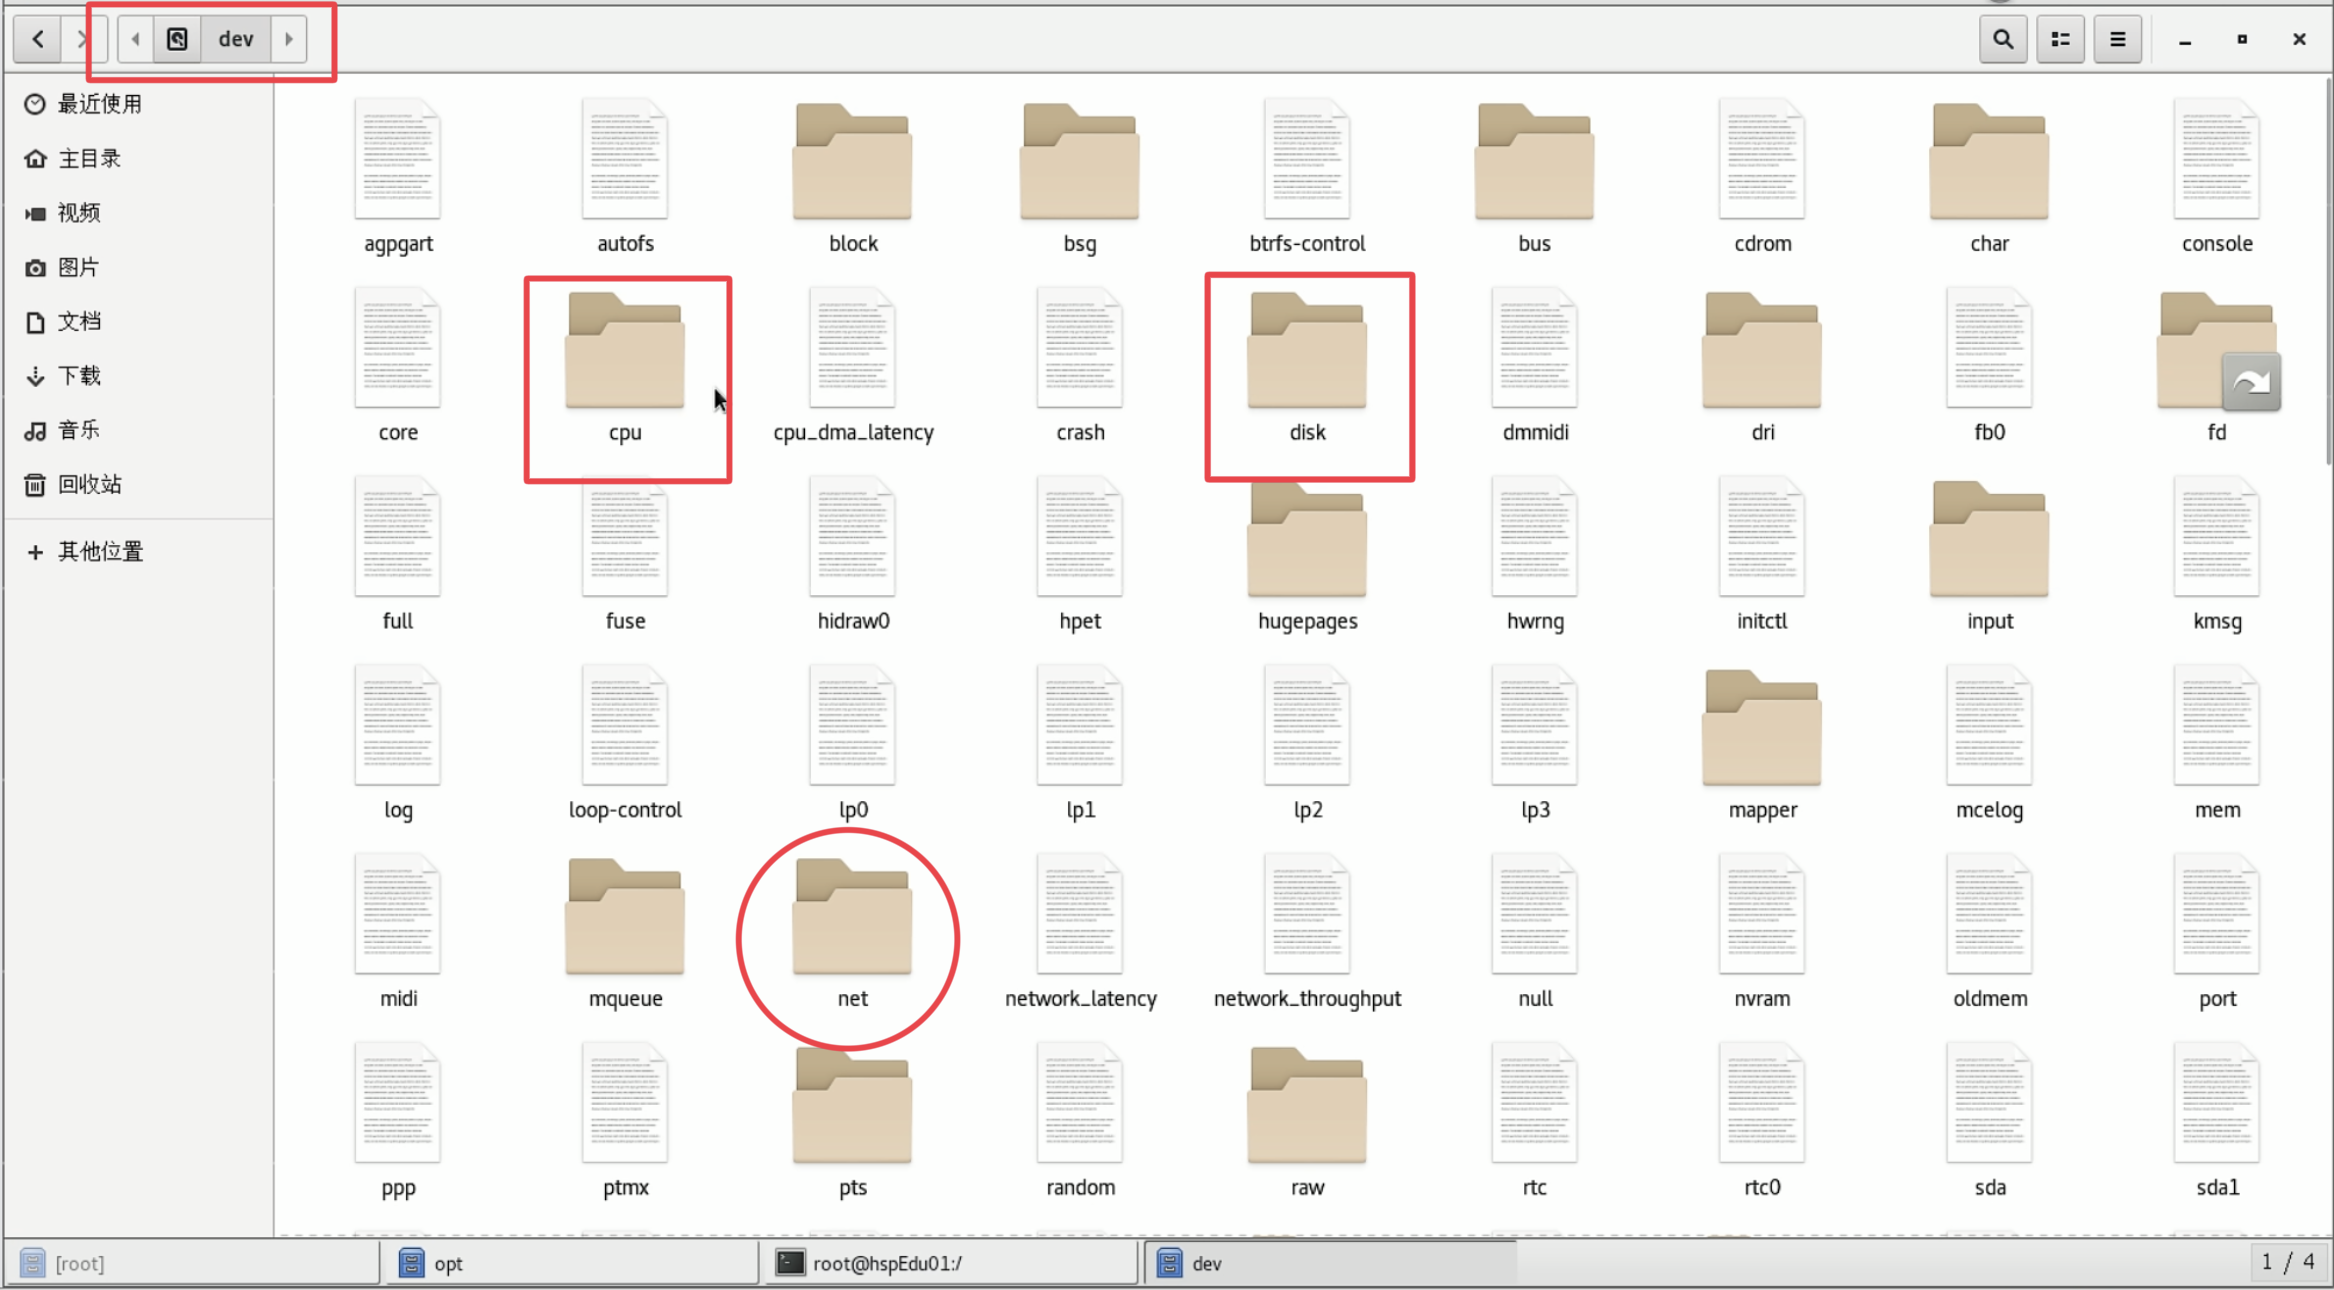 dev
最近使用
主目录
视频
图片
文档
下载
音乐
回收站
其他位置
agpgart autofs block bsg btrfs-control bus cdrom char console
core cpu cpu_dma_latency crash disk dmmidi dri fb0 fd
full fuse hidraw0 hpet hugepages hwrng initctl input kmsg
log loop-control lp0 lp1 lp2 lp3 mapper mcelog mem
midi mqueue net network_latency network_throughput null nvram oldmem port
ppp ptmx pts random raw rtc rtc0 sda sda1
[root] opt root@hspEdu01:/ dev 1 / 4